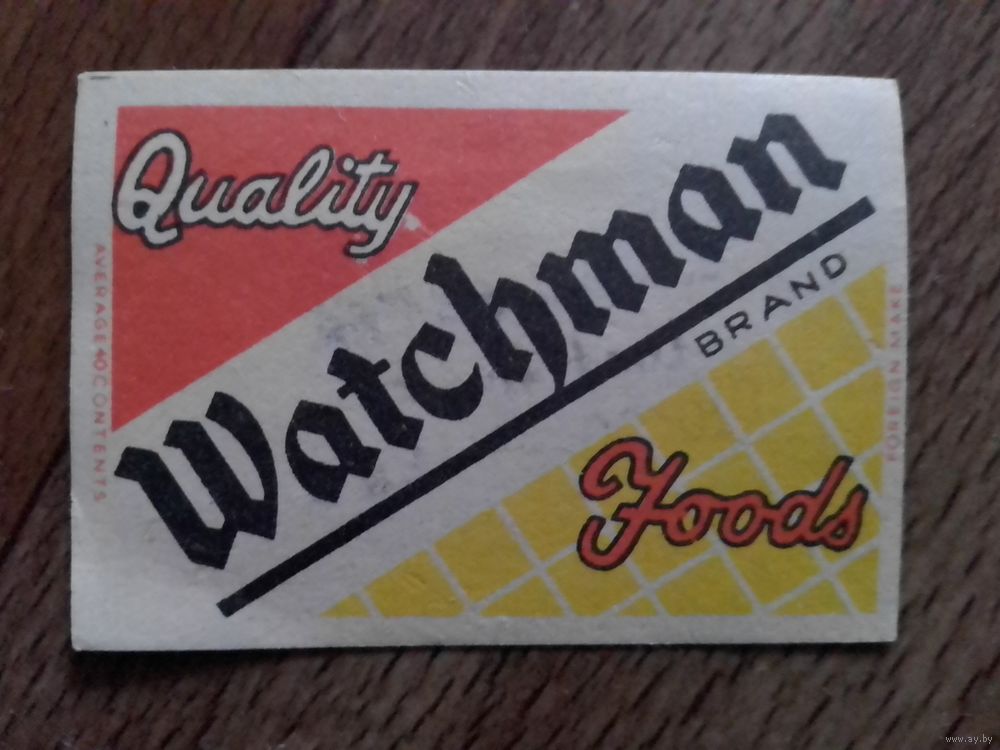 Quality
Watchman
BRAND
Foods
AVERAGE 40 CONTENTS
FOREIGN MAKE
www.ay.by